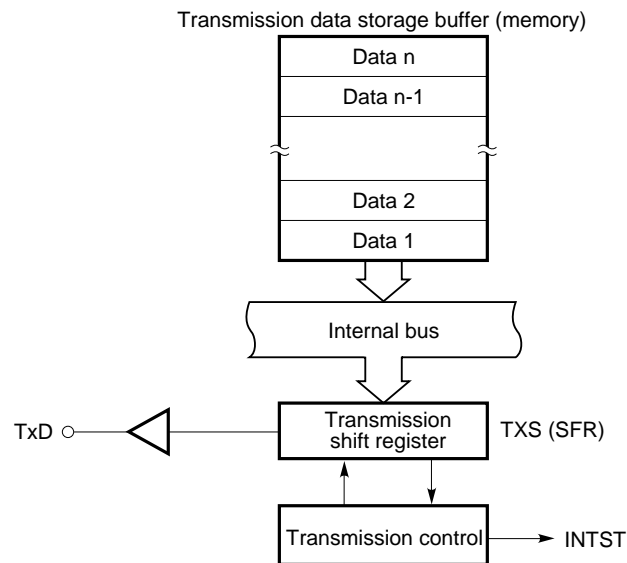 Transmission data storage buffer (memory)
Data n
Data n-1
Data 2
Data 1
Internal bus
TxD
Transmission
shift register
TXS (SFR)
Transmission control
INTST